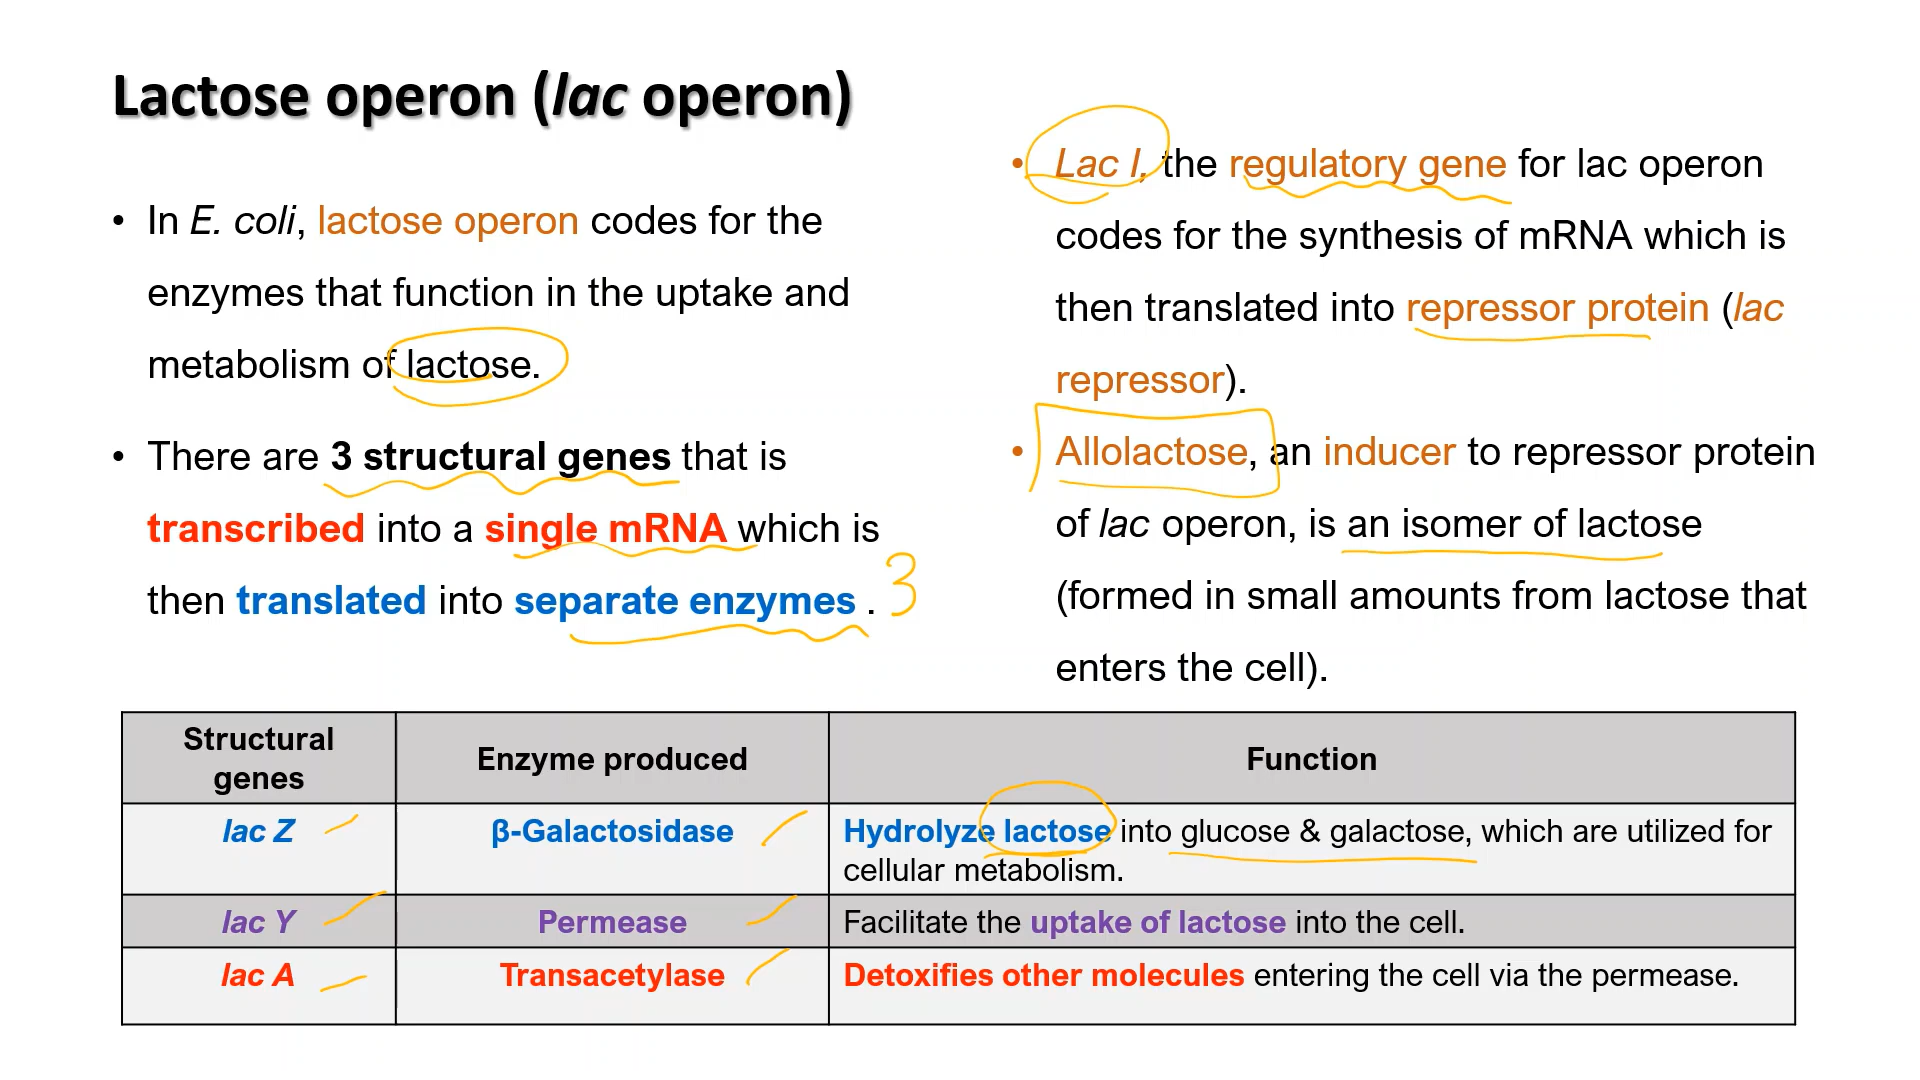 Lactose operon (lac operon)
• In E. coli, lactose operon codes for the
enzymes that function in the uptake and
metabolism of lactose.
• There are 3 structural genes that is
transcribed into a single mRNA which is
then translated into separate enzymes . 3
• Lac I, the regulatory gene for lac operon
codes for the synthesis of mRNA which is
then translated into repressor protein (lac
repressor).
• Allolactose, an inducer to repressor protein
of lac operon, is an isomer of lactose
(formed in small amounts from lactose that
enters the cell).
Structural
genes
Enzyme produced
Function
lac Z
β-Galactosidase
Hydrolyze lactose into glucose & galactose, which are utilized for
cellular metabolism.
lac Y
Permease
Facilitate the uptake of lactose into the cell.
lac A
Transacetylase
Detoxifies other molecules entering the cell via the permease.